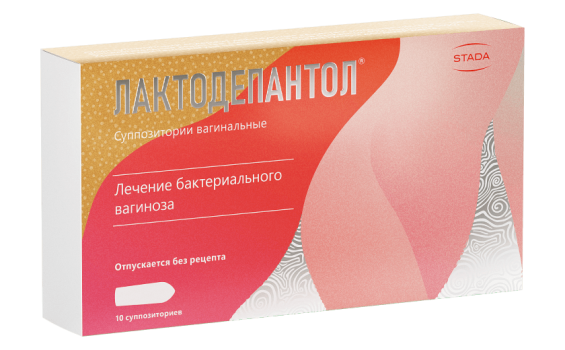 STADA
ЛАКТОДЕПАНТОЛ®
Суппозитории вагинальные
Лечение бактериального
вагиноза
Отпускается без рецепта
10 суппозиториев